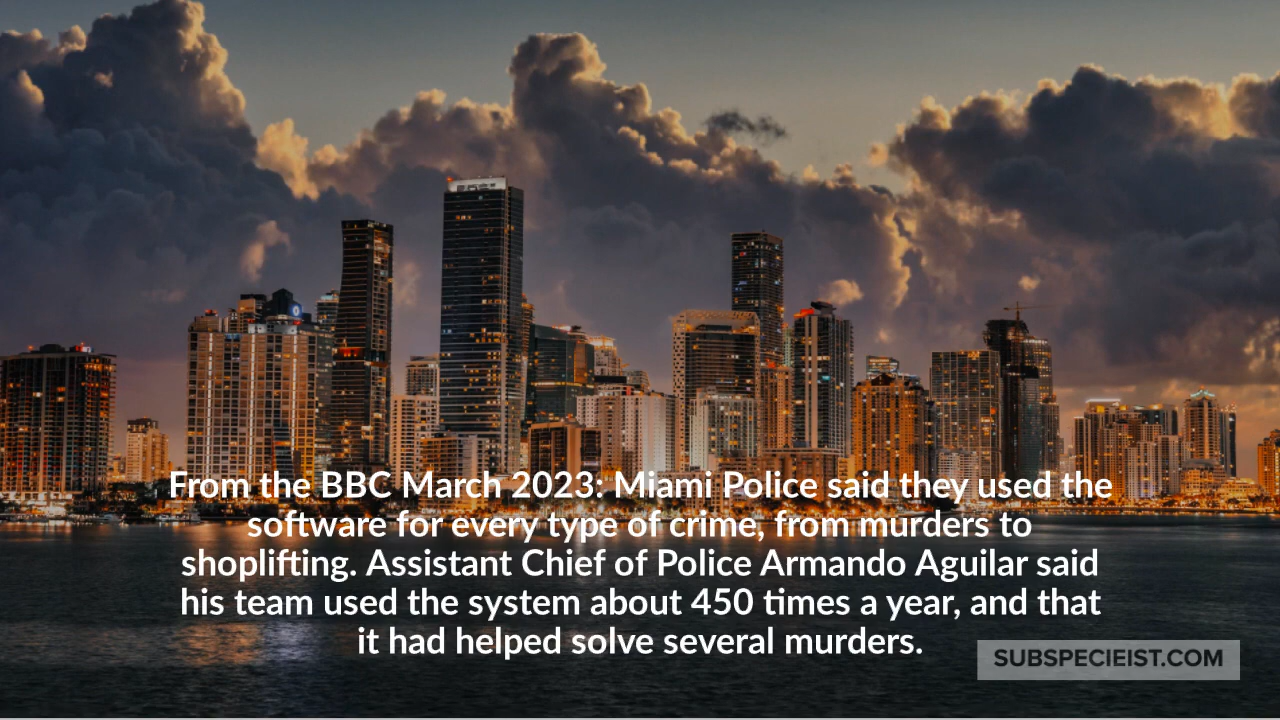 From the BBC March 2023: Miami Police said they used the
software for every type of crime, from murders to
shoplifting. Assistant Chief of Police Armando Aguilar said
his team used the system about 450 times a year, and that
it had helped solve several murders.
SUBSPECIEIST.COM